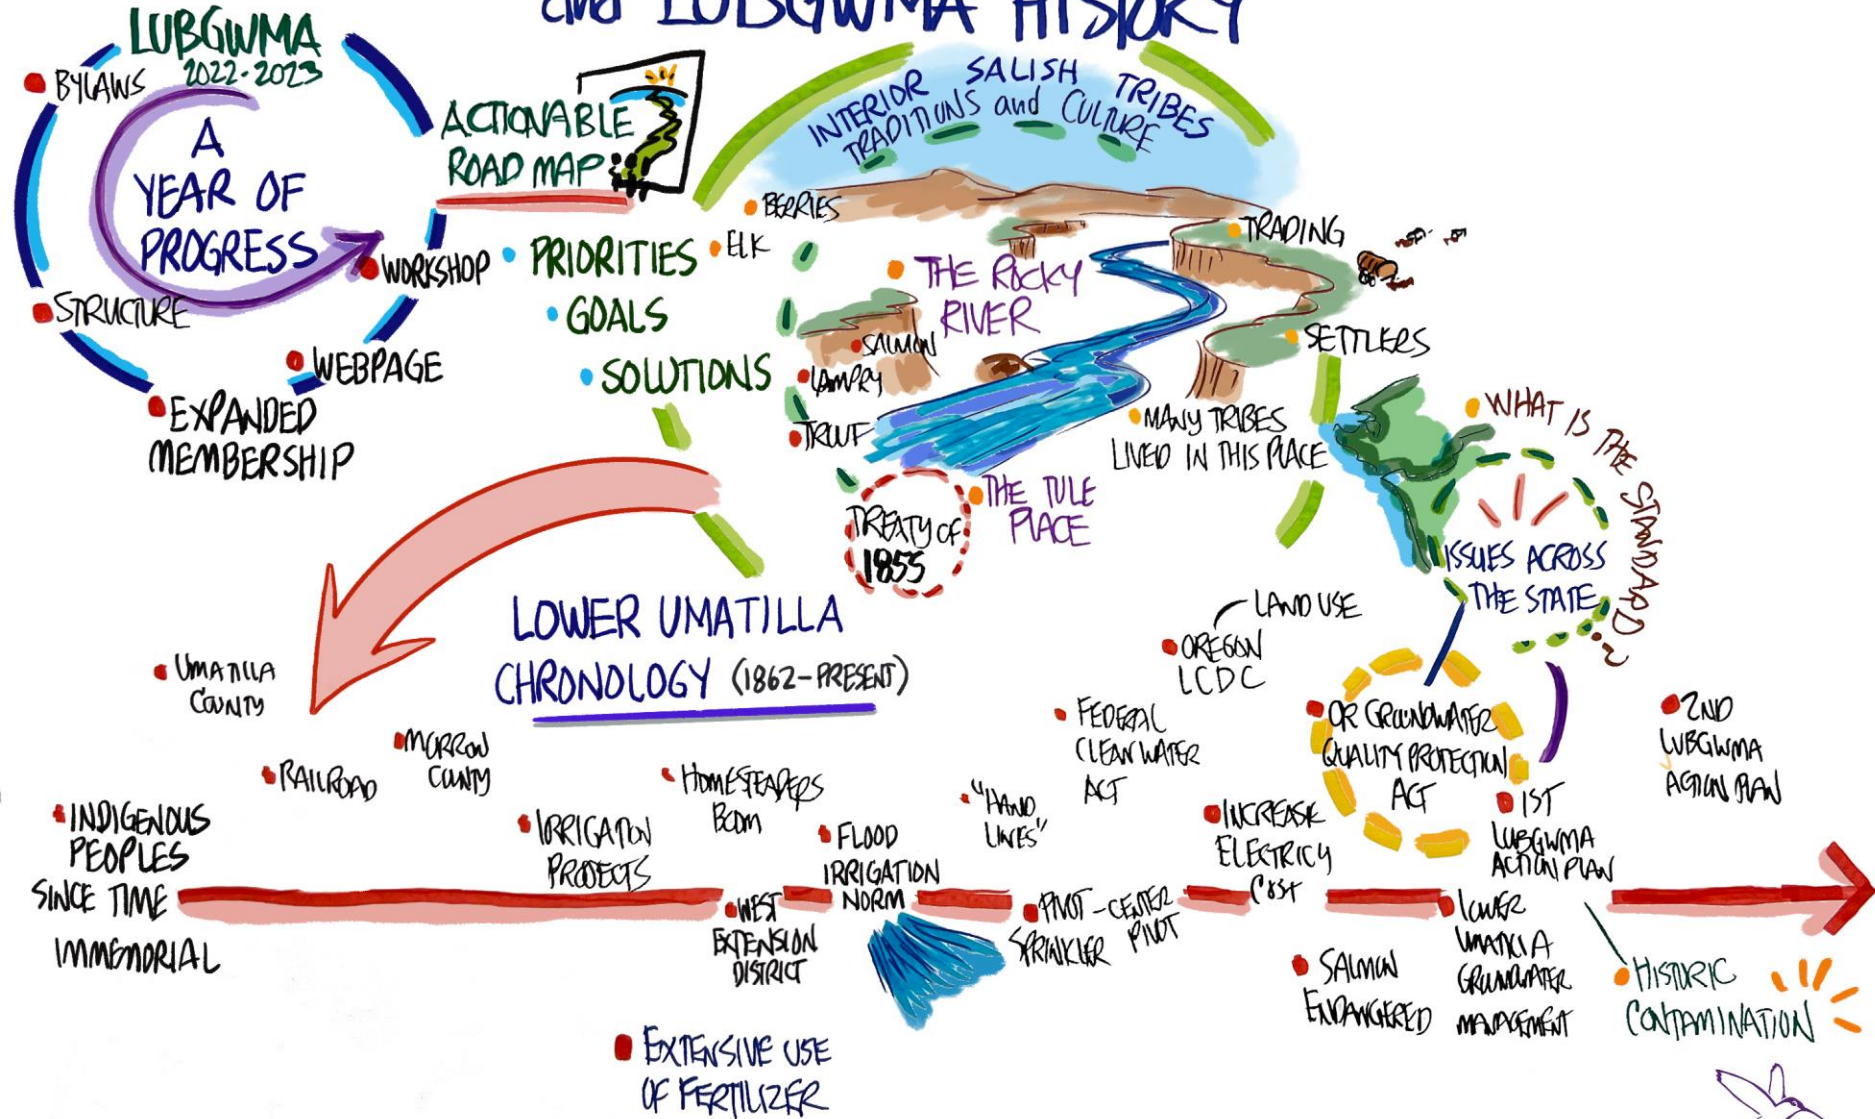 and LUBGWMA HISTORY
LUBGWMA
2022-2023
BYLAWS
A
YEAR OF
PROGRESS
WORKSHOP
STRUCTURE
WEBPAGE
EXPANDED
MEMBERSHIP
ACTIONABLE
ROAD MAP
PRIORITIES
GOALS
SOLUTIONS
INTERIOR SALISH TRIBES
TRADITIONS and CULTURE
BERRIES
ELK
TRADING
THE ROCKY
RIVER
SETTLERS
SALMON
LAMPRY
MANY TRIBES
LIVED IN THIS PLACE
THE TULE
PLACE
TREATY OF
1855
WHAT IS THE STANDARD?
ISSUES ACROSS
THE STATE
LOWER UMATILLA
CHRONOLOGY (1862-PRESENT)
UMATILLA
COUNTY
RAILROAD
MORROW
COUNTY
INDIGENOUS
PEOPLES
SINCE TIME
IMMEMORIAL
IRRIGATION
PROJECTS
HOMESTEADERS
BOOM
WEST
EXTENSION
DISTRICT
FLOOD
IRRIGATION
NORM
EXTENSIVE USE
OF FERTILIZER
"HAND
LINES"
PIVOT-CENTER
SPRINKLER PIVOT
FEDERAL
CLEAN WATER
ACT
LAND USE
OREGON
LCDC
INCREASE
ELECTRICY
COST
OR GROUNDWATER
QUALITY PROTECTION
ACT
SALMON
ENDANGERED
1ST
LUBGWMA
ACTION PLAN
LOWER
UMATILLA
GROUNDWATER
MANAGEMENT
2ND
LUBGWMA
ACTION PLAN
HISTORIC
CONTAMINATION